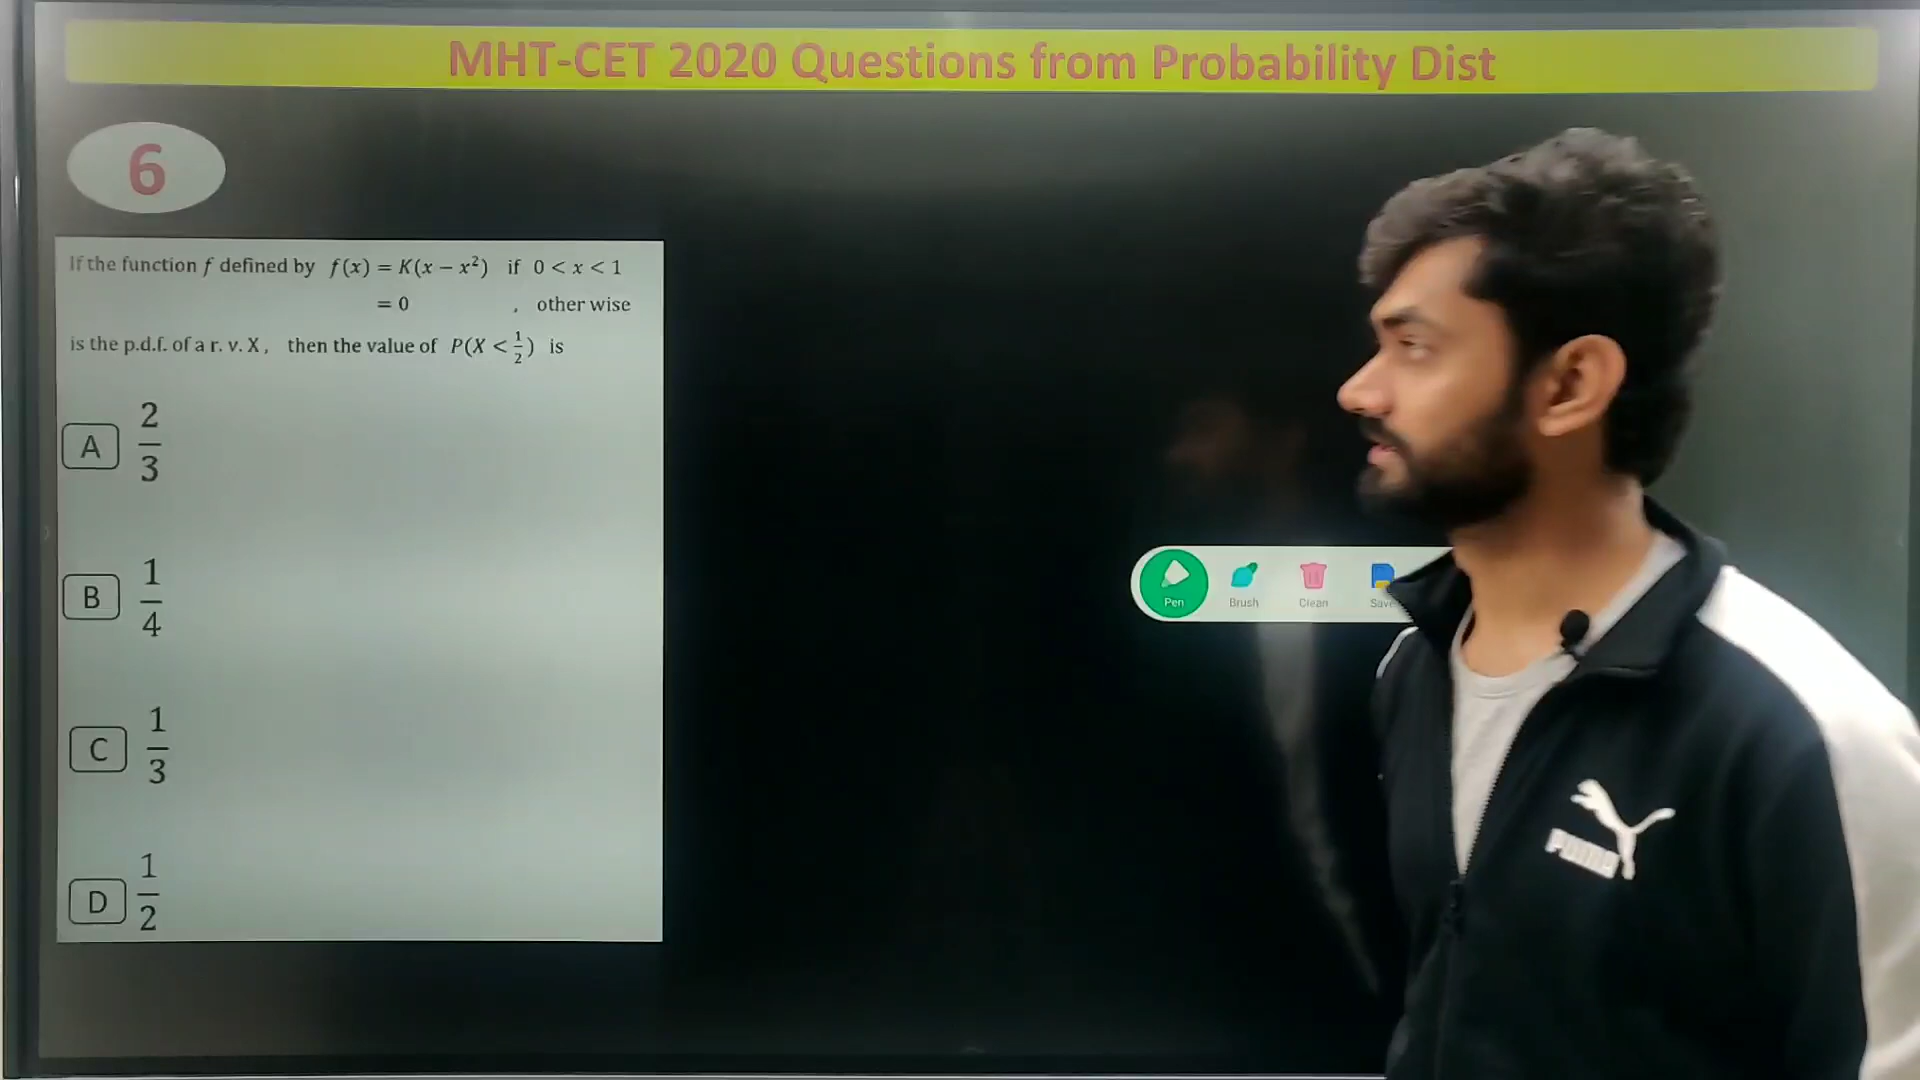 MHT-CET 2020 Questions from Probability Dist
6
If the function f defined by f(x) = K(x − x²) if 0 < x < 1
= 0 , other wise
is the p.d.f. of a r. v. X , then the value of P(X < 1/2) is
A 2/3
B 1/4
C 1/3
D 1/2
Pen Brush Clean Save
PUMA